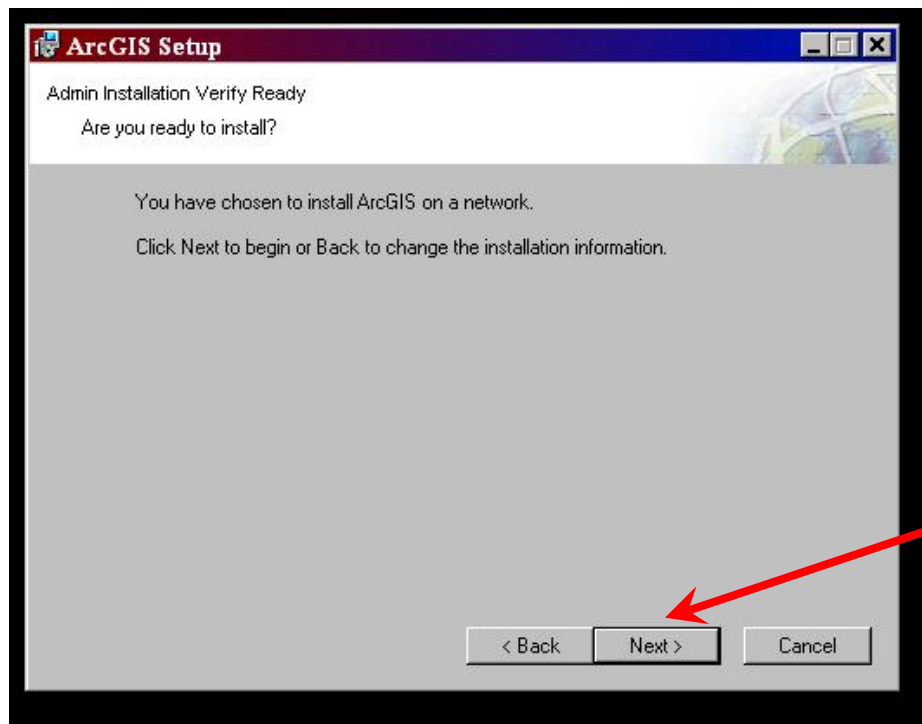 ArcGIS Setup
Admin Installation Verify Ready
Are you ready to install?
You have chosen to install ArcGIS on a network.
Click Next to begin or Back to change the installation information.
< Back Next > Cancel